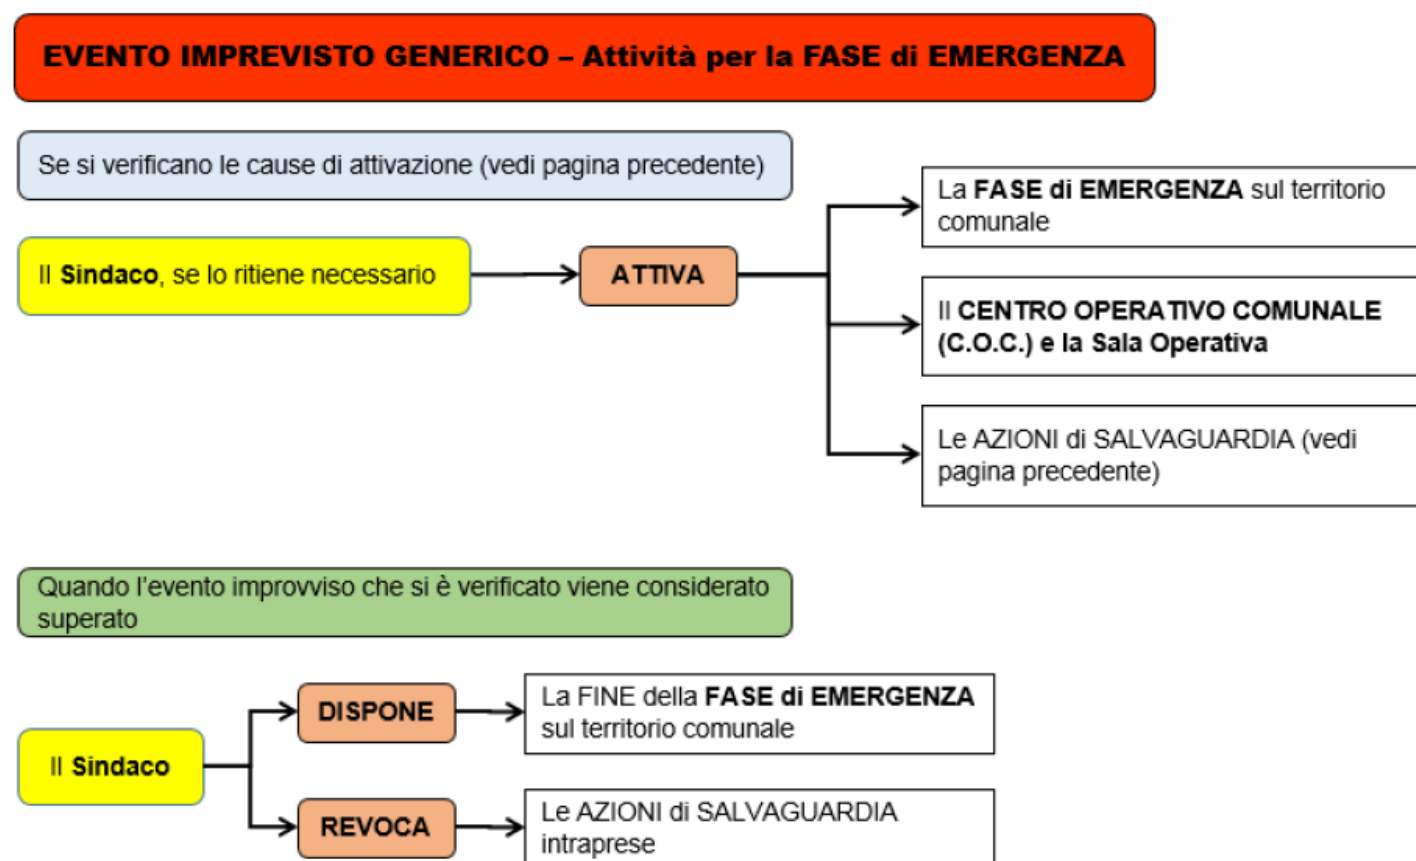 EVENTO IMPREVISTO GENERICO – Attività per la FASE di EMERGENZA
Se si verificano le cause di attivazione (vedi pagina precedente)
Il Sindaco, se lo ritiene necessario
ATTIVA
La FASE di EMERGENZA sul territorio
comunale
Il CENTRO OPERATIVO COMUNALE
(C.O.C.) e la Sala Operativa
Le AZIONI di SALVAGUARDIA (vedi
pagina precedente)
Quando l'evento improvviso che si è verificato viene considerato
superato
Il Sindaco
DISPONE
La FINE della FASE di EMERGENZA
sul territorio comunale
REVOCA
Le AZIONI di SALVAGUARDIA
intraprese